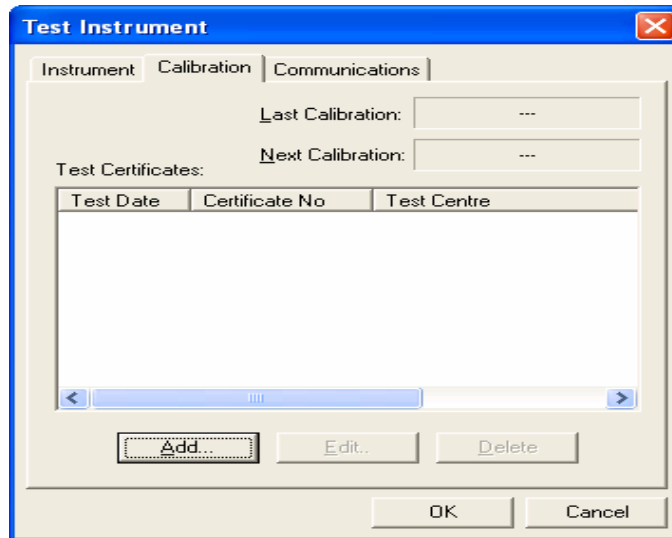 Test Instrument
Instrument Calibration Communications
Last Calibration: ---
Next Calibration: ---
Test Certificates:
Test Date Certificate No Test Centre
Add... Edit.. Delete
OK Cancel